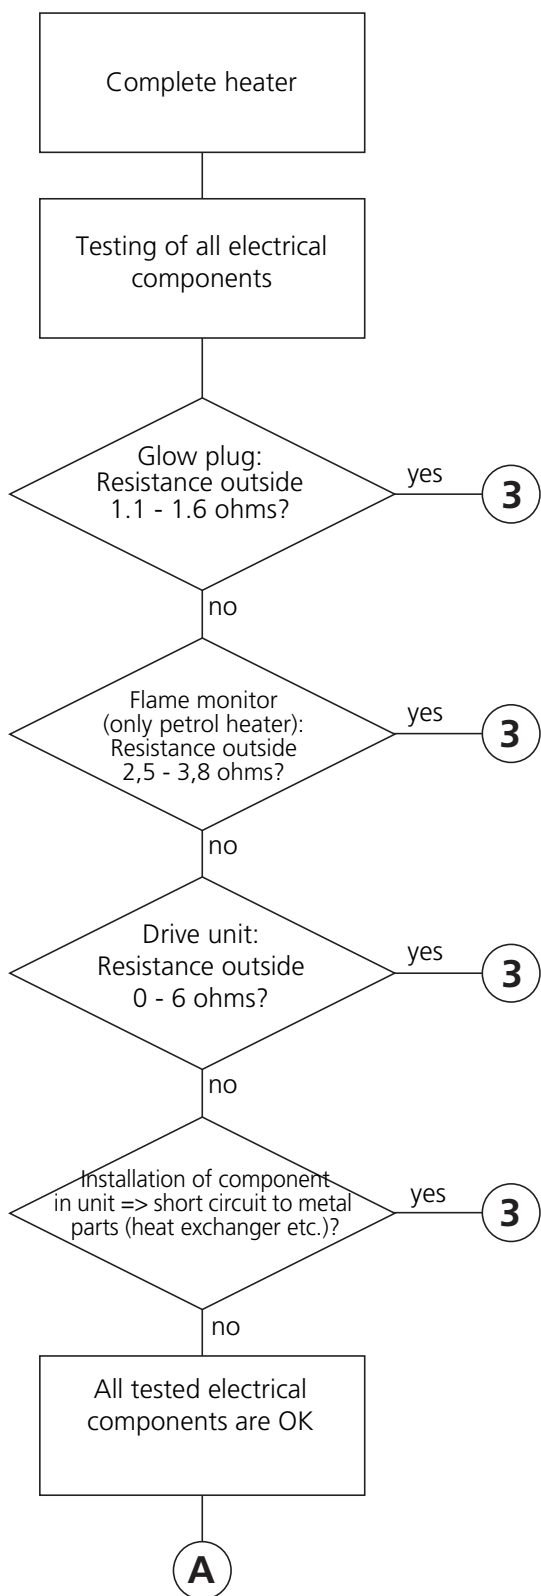 Complete heater
Testing of all electrical
components
Glow plug:
Resistance outside
1.1 - 1.6 ohms?
yes
3
no
Flame monitor
(only petrol heater):
Resistance outside
2,5 - 3,8 ohms?
yes
3
no
Drive unit:
Resistance outside
0 - 6 ohms?
yes
3
no
Installation of component
in unit => short circuit to metal
parts (heat exchanger etc.)?
yes
3
no
All tested electrical
components are OK
A